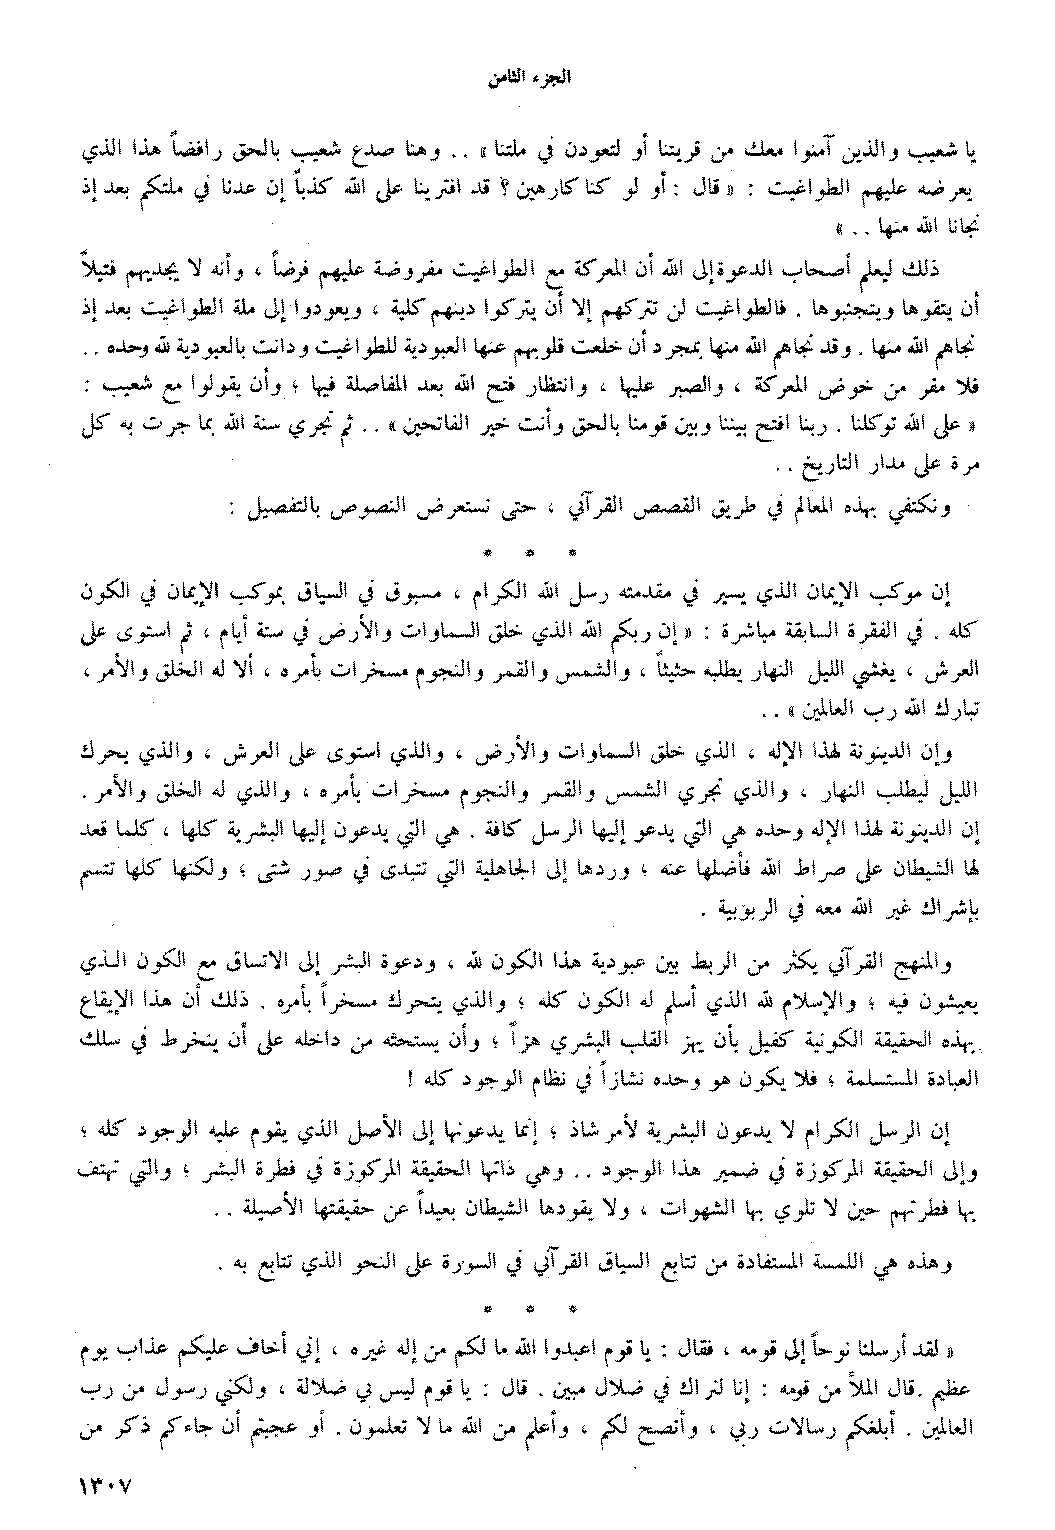 الجزء الثامن
يا شعيب والذين آمنوا معك من قريتنا أو لتعودن في ملتنا » .. وهنا صدع شعيب بالحق رافضاً هذا الذي
يعرضه عليهم الطواغيت : « قال : أو لو كنا كارهين ؟ قد افترينا على الله كذباً إن عدنا في ملتكم بعد إذ
نجانا الله منها .. »
ذلك ليعلم أصحاب الدعوة إلى الله أن المعركة مع الطواغيت مفروضة عليهم فرضاً ، وأنه لا يجديهم فتيلاً
أن يتقوها ويتجنبوها . فالطواغيت لن تتركهم إلا أن يتركوا دينهم كلية ، ويعودوا إلى ملة الطواغيت بعد إذ
نجاهم الله منها . وقد نجاهم الله منها بمجرد أن خلعت قلوبهم عنها العبودية للطواغيت ودانت بالعبودية لله وحده ..
فلا مفر من خوض المعركة ، والصبر عليها ، وانتظار فتح الله بعد المفاصلة فيها ؛ وأن يقولوا مع شعيب :
« على الله توكلنا . ربنا افتح بيننا وبين قومنا بالحق وأنت خير الفاتحين » .. ثم تجري سنة الله بما جرت به كل
مرة على مدار التاريخ ..
ونكتفي بهذه المعالم في طريق القصص القرآني ، حتى نستعرض النصوص بالتفصيل :
* * *
إن موكب الإيمان الذي يسير في مقدمته رسل الله الكرام ، مسبوق في السياق بموكب الإيمان في الكون
كله . في الفقرة السابقة مباشرة : « إن ربكم الله الذي خلق السماوات والأرض في ستة أيام ، ثم استوى على
العرش ، يغشي الليل النهار يطلبه حثيثاً ، والشمس والقمر والنجوم مسخرات بأمره ، ألا له الخلق والأمر ،
تبارك الله رب العالمين » ..
وإن الدينونة لهذا الإله ، الذي خلق السماوات والأرض ، والذي استوى على العرش ، والذي يحرك
الليل ليطلب النهار ، والذي تجري الشمس والقمر والنجوم مسخرات بأمره ، والذي له الخلق والأمر .
إن الدينونة لهذا الإله وحده هي التي يدعو إليها الرسل كافة . هي التي يدعون إليها البشرية كلها ، كلما قعد
لها الشيطان على صراط الله فأضلها عنه ؛ وردها إلى الجاهلية التي تتبدى في صور شتى ؛ ولكنها كلها تتسم
بإشراك غير الله معه في الربوبية .
والمنهج القرآني يكثر من الربط بين عبودية هذا الكون لله ، ودعوة البشر إلى الاتساق مع الكون الذي
يعيشون فيه ؛ والإسلام لله الذي أسلم له الكون كله ؛ والذي يتحرك مسخراً بأمره . ذلك أن هذا الإيقاع
بهذه الحقيقة الكونية كفيل بأن يهز القلب البشري هزاً ؛ وأن يستحثه من داخله على أن ينخرط في سلك
العبادة المستسلمة ؛ فلا يكون هو وحده نشازاً في نظام الوجود كله !
إن الرسل الكرام لا يدعون البشرية لأمر شاذ ؛ إنما يدعونها إلى الأصل الذي يقوم عليه الوجود كله ؛
وإلى الحقيقة المركوزة في ضمير هذا الوجود .. وهي ذاتها الحقيقة المركوزة في فطرة البشر ؛ والتي تهتف
بها فطرتهم حين لا تلوي بها الشهوات ، ولا يقودها الشيطان بعيداً عن حقيقتها الأصيلة ..
وهذه هي اللمسة المستفادة من تتابع السياق القرآني في السورة على النحو الذي تتابع به .
* * *
« لقد أرسلنا نوحاً إلى قومه ، فقال : يا قوم اعبدوا الله ما لكم من إله غيره ، إني أخاف عليكم عذاب يوم
عظيم . قال الملأ من قومه : إنا لنراك في ضلال مبين . قال : يا قوم ليس بي ضلالة ، ولكني رسول من رب
العالمين . أبلغكم رسالات ربي ، وأنصح لكم ، وأعلم من الله ما لا تعلمون . أو عجبتم أن جاءكم ذكر من
١٣٠٧